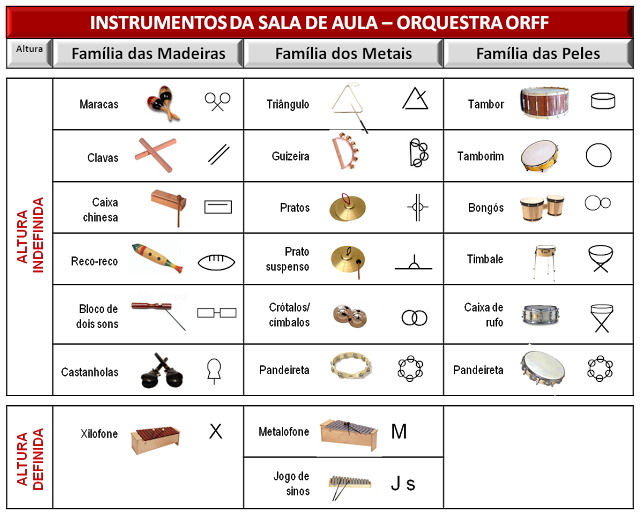 INSTRUMENTOS DA SALA DE AULA – ORQUESTRA ORFF
Altura
Família das Madeiras
Família dos Metais
Família das Peles
ALTURA
INDEFINIDA
Maracas
Triângulo
Tambor
Clavas
Guizeira
Tamborim
Caixa
chinesa
Pratos
Bongós
Reco-reco
Prato
suspenso
Timbale
Bloco de
dois sons
Crótalos/
címbalos
Caixa de
rufo
Castanholas
Pandeireta
Pandeireta
ALTURA
DEFINIDA
Xilofone
X
Metalofone
M
Jogo de
sinos
J s